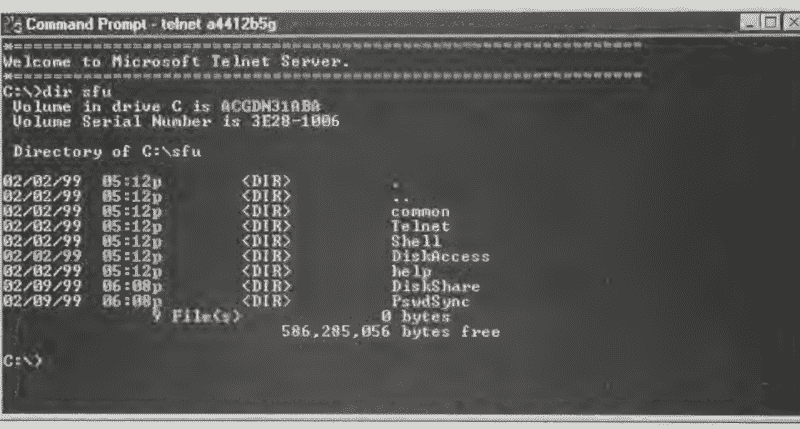 Command Prompt - telnet a4412b5g
*===============================================================
Welcome to Microsoft Telnet Server.
*===============================================================
C:\>dir sfu
Volume in drive C is ACGDN31ABA
Volume Serial Number is 3E28-1006
Directory of C:\sfu
02/02/99 05:12p <DIR> .
02/02/99 05:12p <DIR> ..
02/02/99 05:12p <DIR> common
02/02/99 05:12p <DIR> Telnet
02/02/99 05:12p <DIR> Shell
02/02/99 05:12p <DIR> DiskAccess
02/02/99 05:12p <DIR> help
02/09/99 06:08p <DIR> DiskShare
02/09/99 06:08p <DIR> PswdSync
9 File(s) 0 bytes
586,285,056 bytes free
C:\>